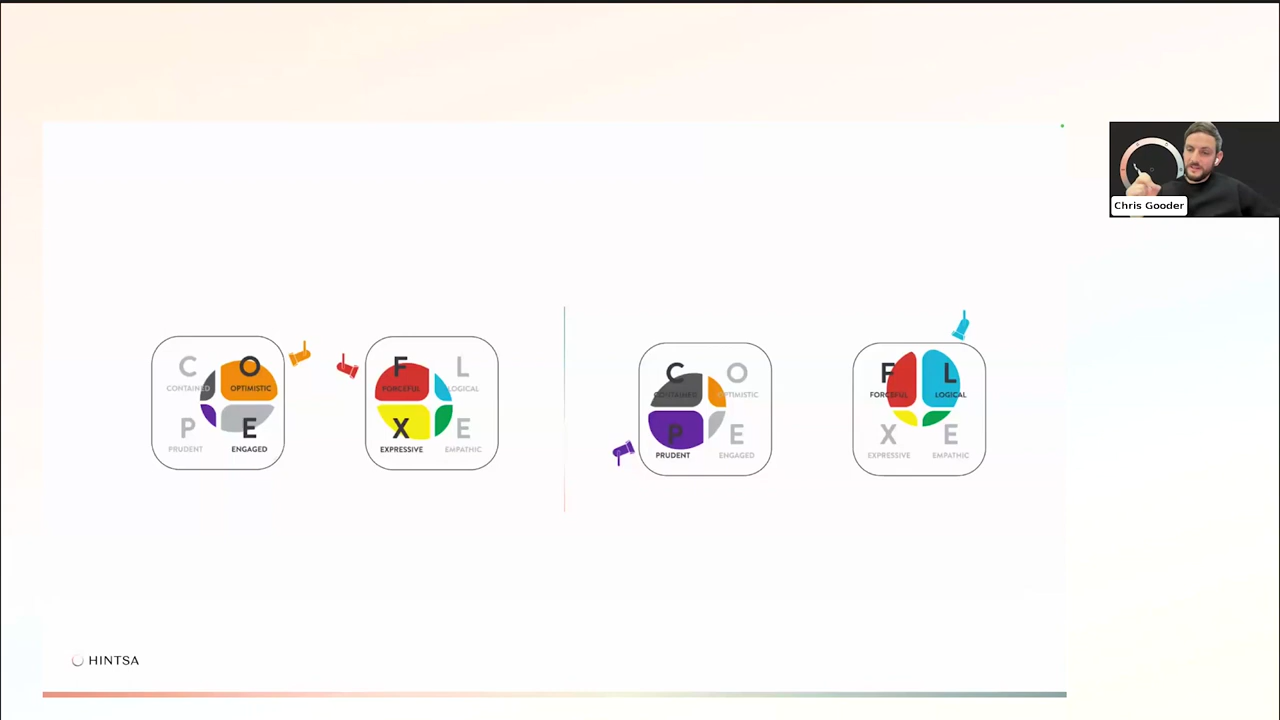 Chris Gooder
C O
CONTAINED OPTIMISTIC
P E
PRUDENT ENGAGED
F L
FORCEFUL LOGICAL
X E
EXPRESSIVE EMPATHIC
C O
CONTAINED OPTIMISTIC
P E
PRUDENT ENGAGED
F L
FORCEFUL LOGICAL
X E
EXPRESSIVE EMPATHIC
HINTSA